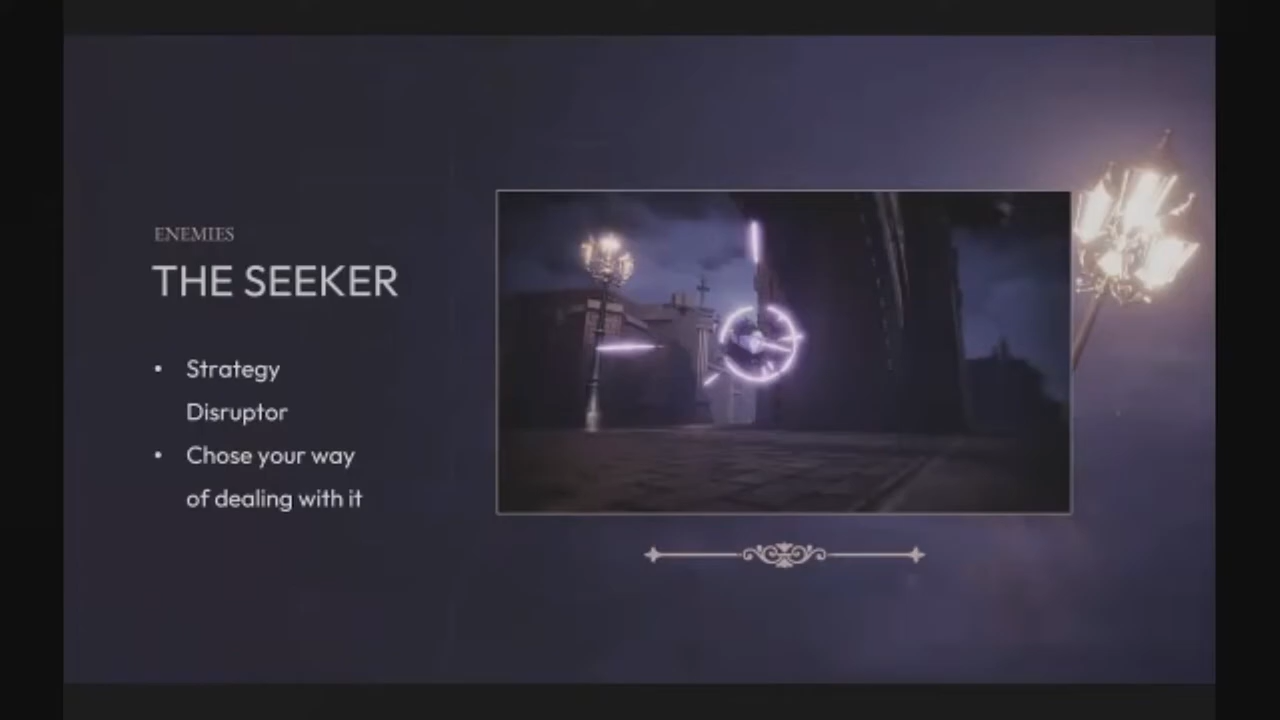 ENEMIES
THE SEEKER
• Strategy
Disruptor
• Chose your way
of dealing with it